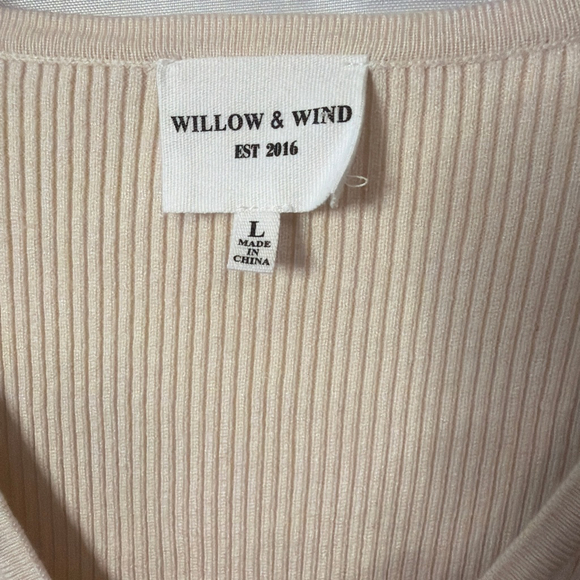 WILLOW & WIND
EST 2016
L
MADE
IN
CHINA